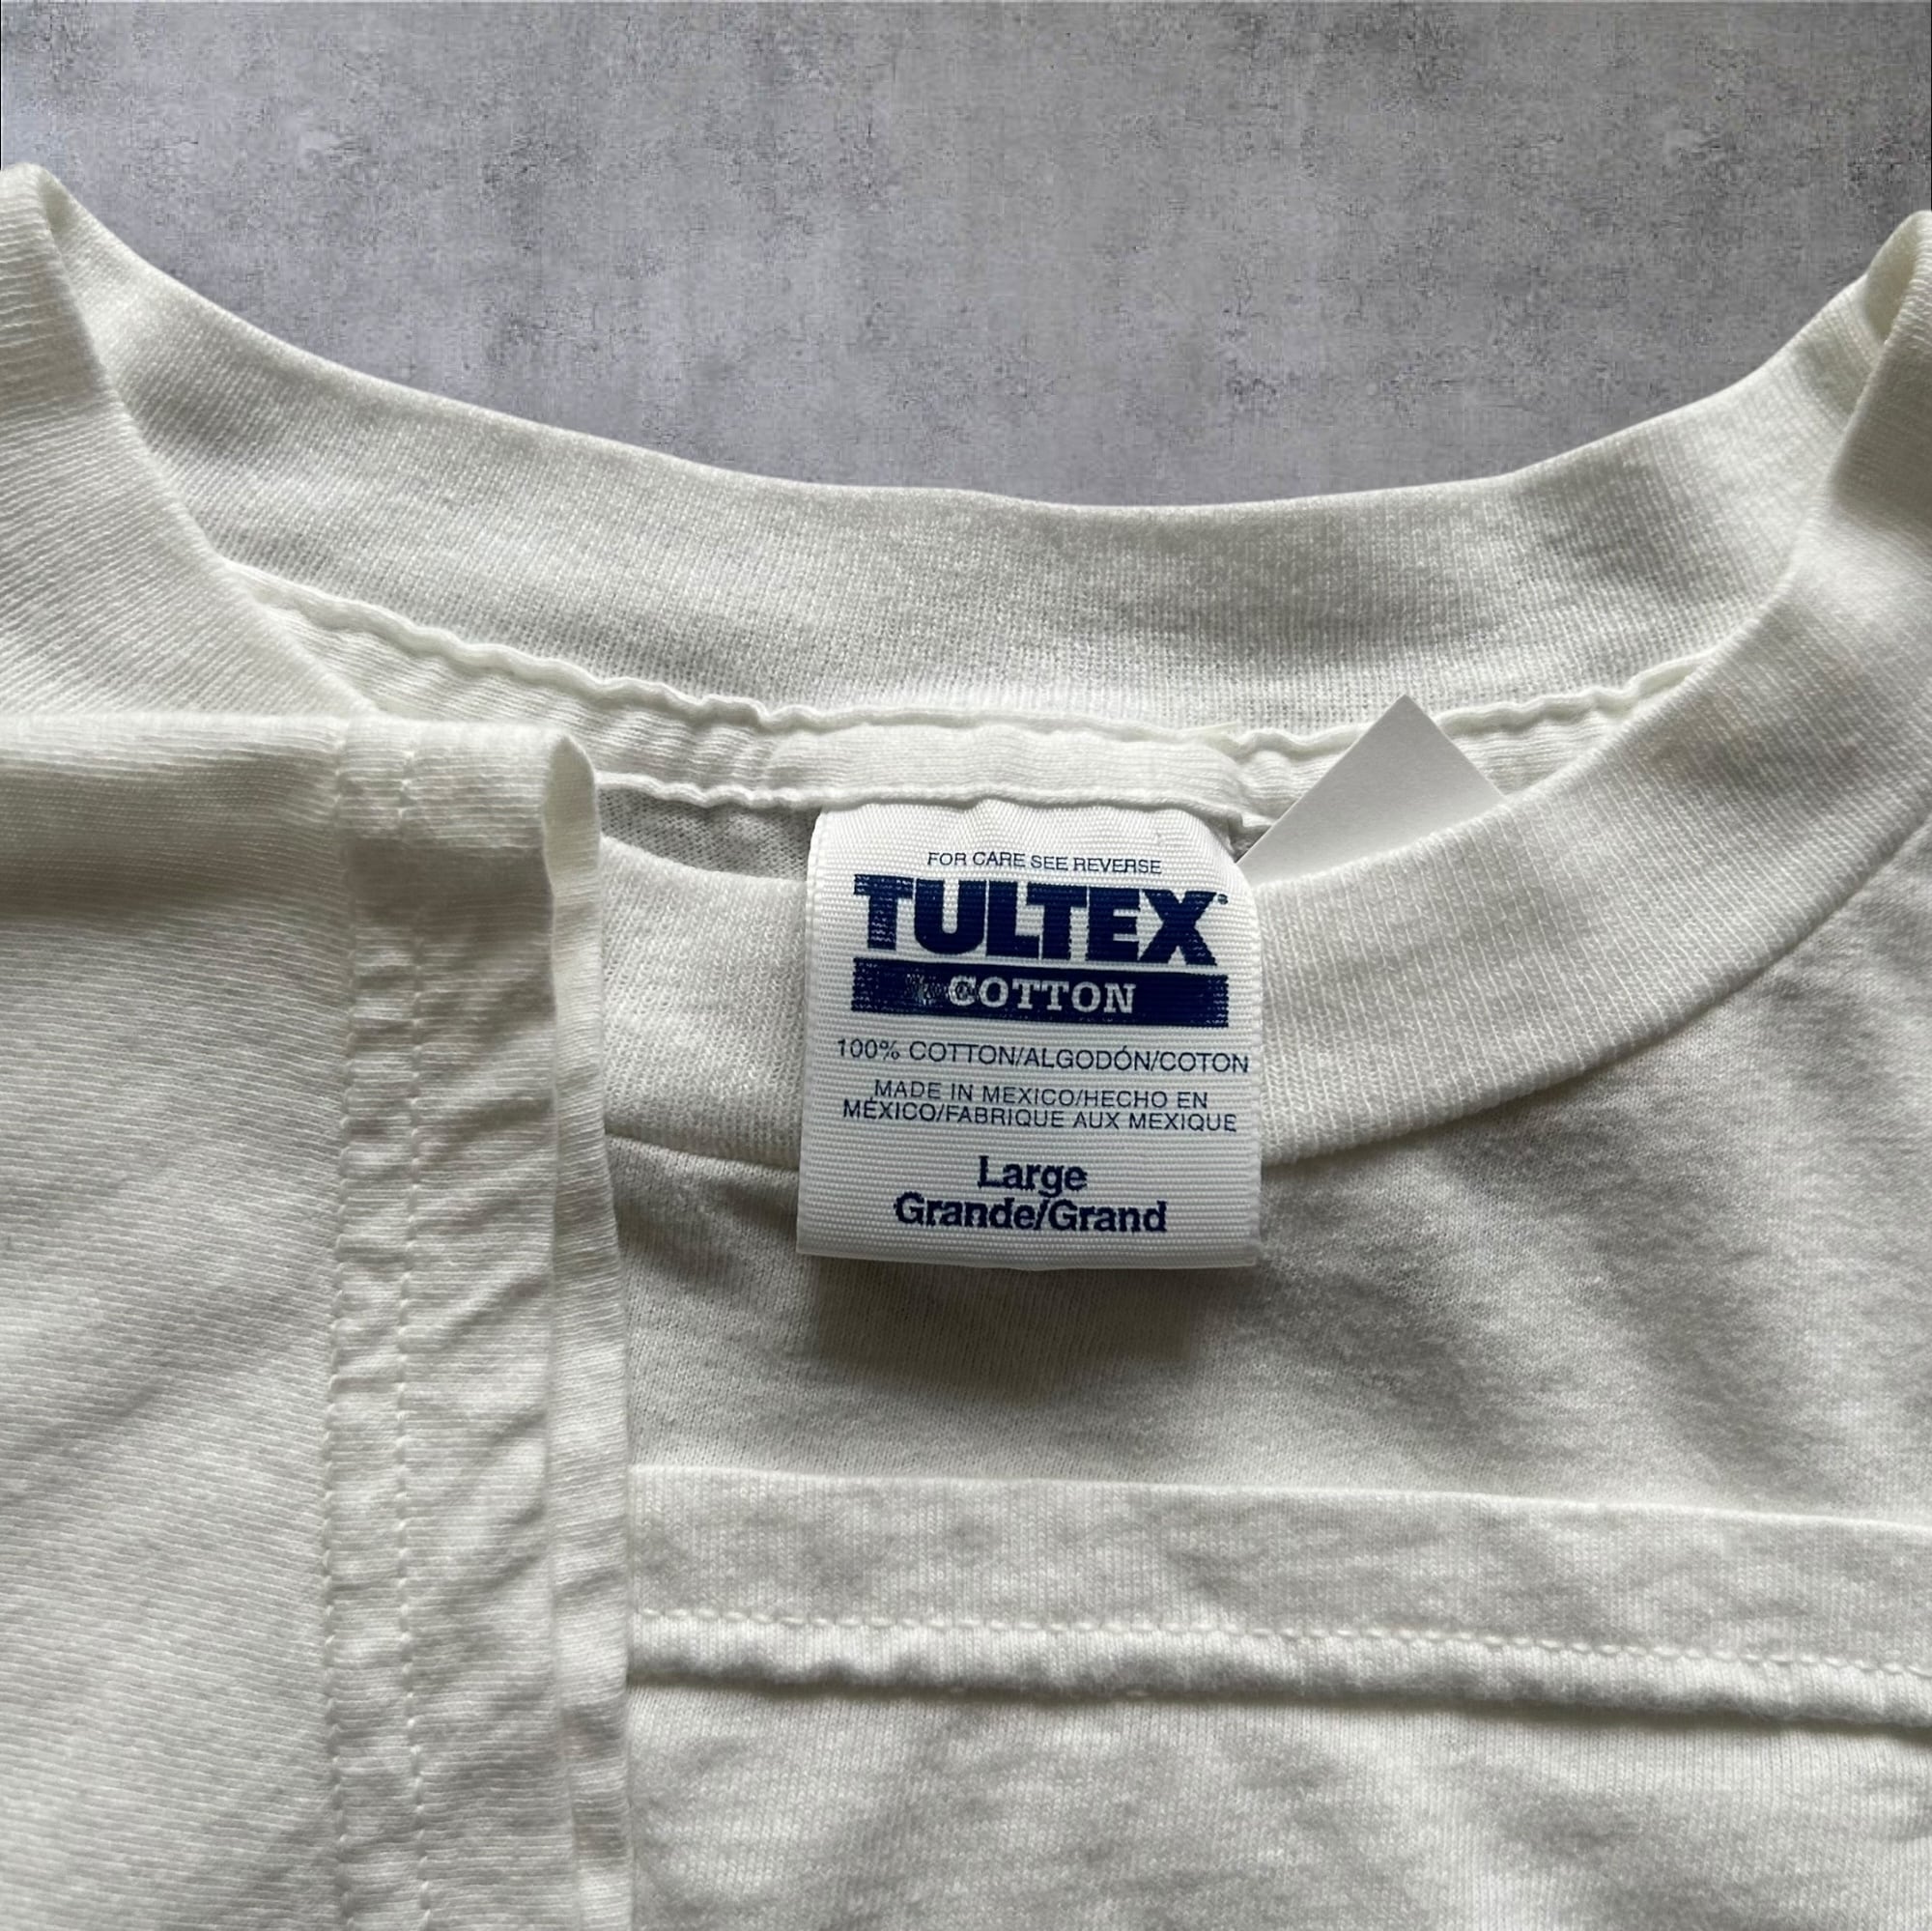 FOR CARE SEE REVERSE
TULTEX
COTTON
100% COTTON/ALGODÓN/COTON
MADE IN MEXICO/HECHO EN
MÉXICO/FABRIQUE AUX MEXIQUE
Large
Grande/Grand